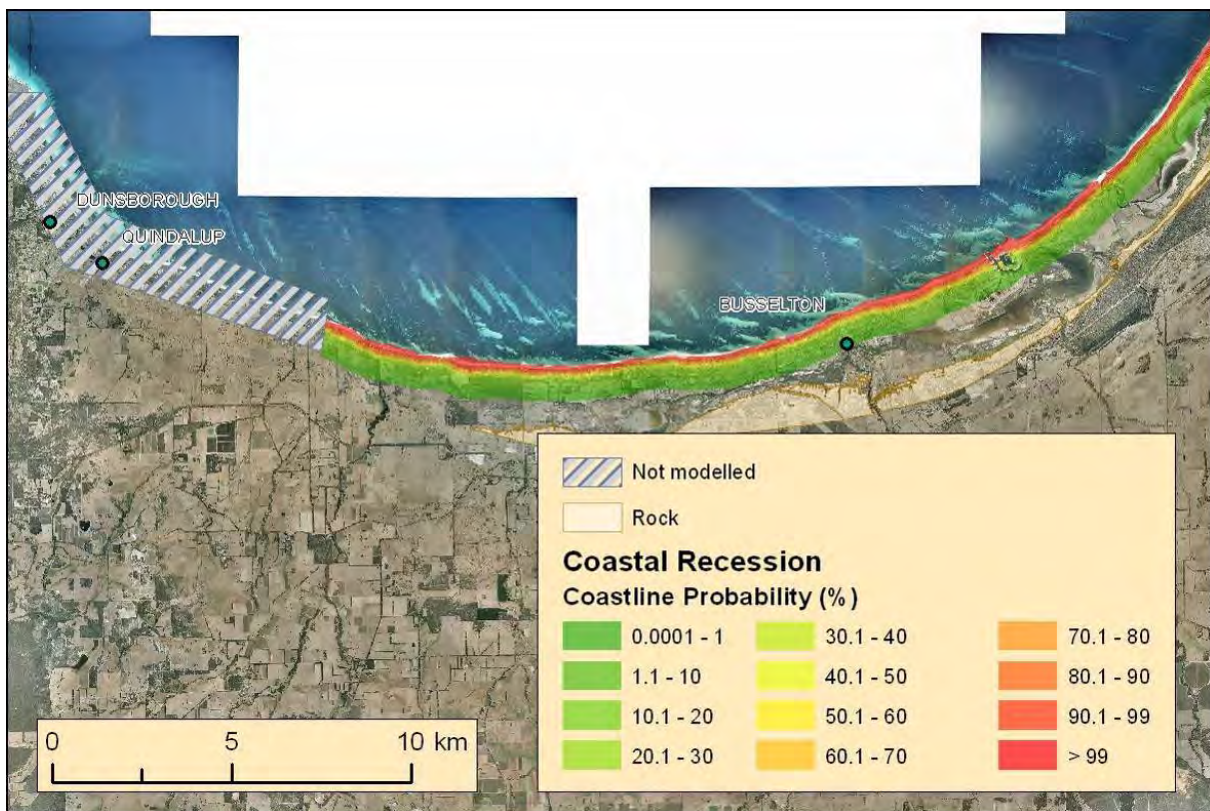 DUNSBOROUGH
QUINDALUP
BUSSELTON
Not modelled
Rock
Coastal Recession
Coastline Probability (%)
0.0001 - 1
30.1 - 40
70.1 - 80
1.1 - 10
40.1 - 50
80.1 - 90
10.1 - 20
50.1 - 60
90.1 - 99
20.1 - 30
60.1 - 70
> 99
0 5 10 km